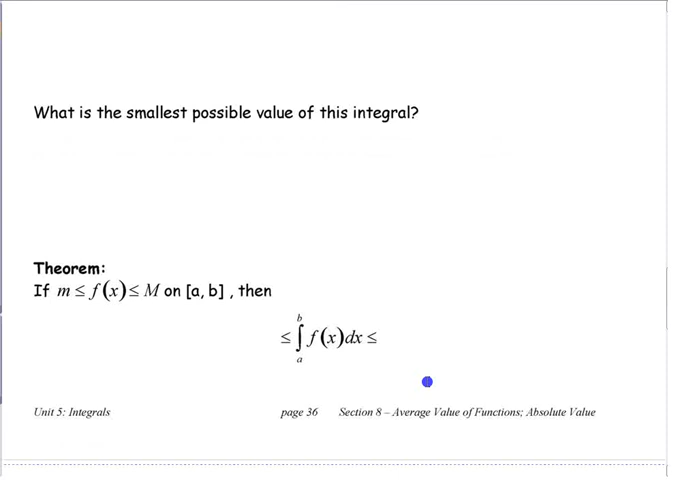 What is the smallest possible value of this integral?
Theorem:
If m ≤ f(x) ≤ M on [a, b] , then
≤ ∫_a^b f(x)dx ≤
Unit 5: Integrals page 36 Section 8 – Average Value of Functions; Absolute Value